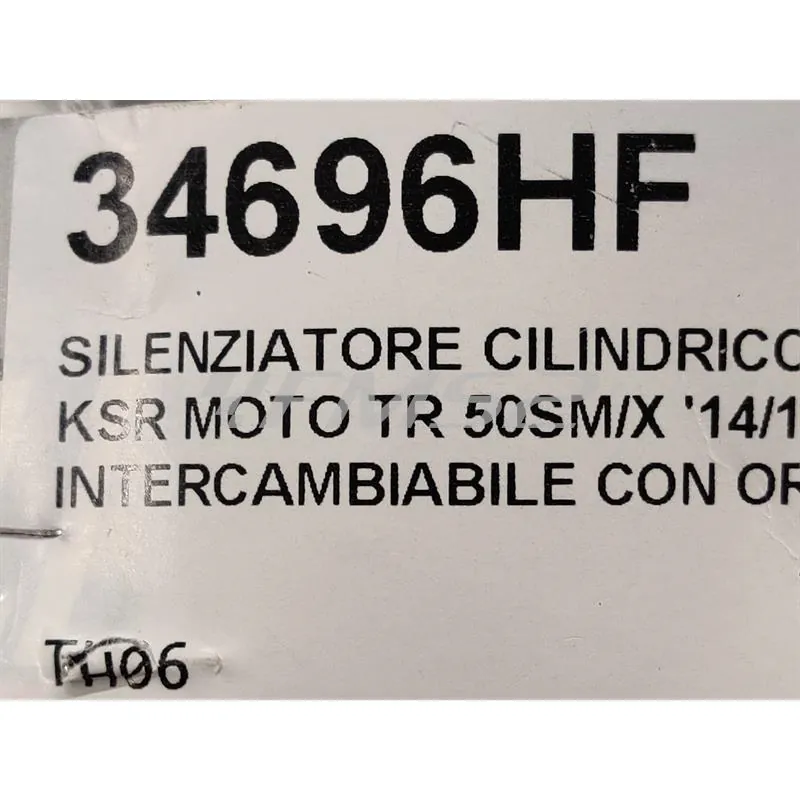 34696HF
SILENZIATORE CILINDRICO
KSR MOTO TR 50SM/X '14/1
INTERCAMBIABILE CON OR
TH06